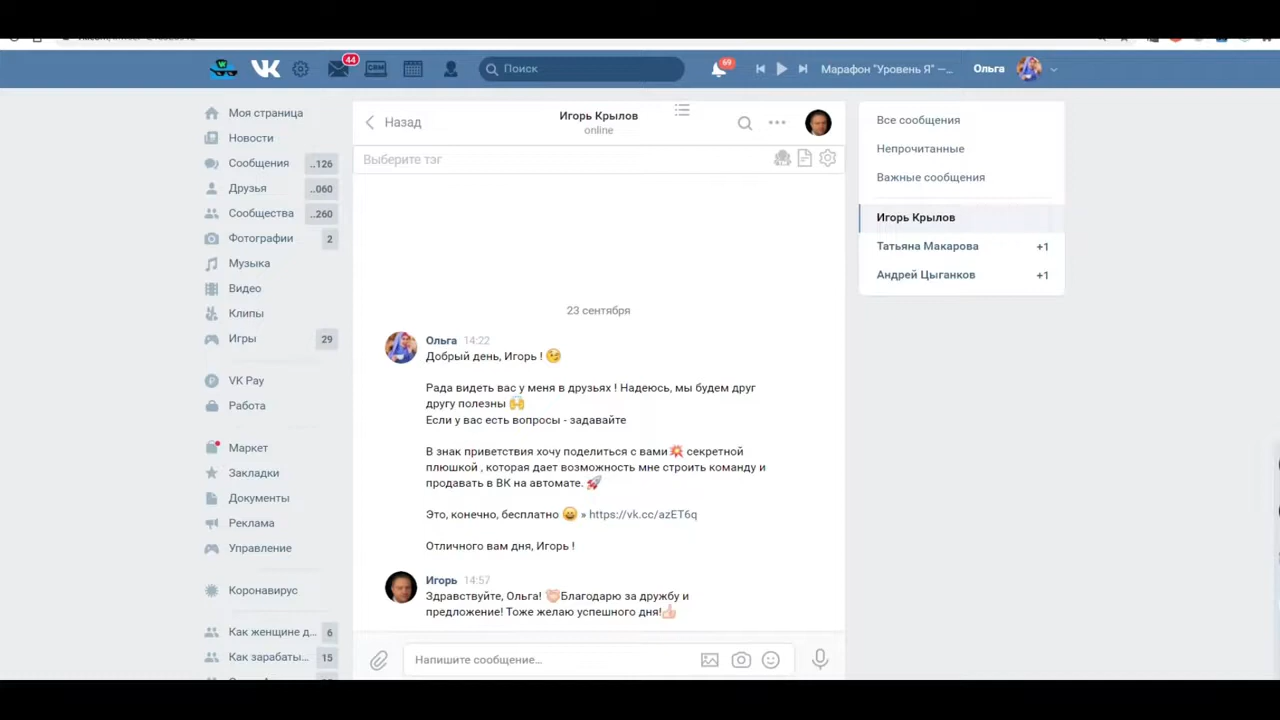 44
CRM
Поиск
69
Марафон "Уровень Я" —...
Ольга
Моя страница
Новости
Сообщения ..126
Друзья ..060
Сообщества ..260
Фотографии 2
Музыка
Видео
Клипы
Игры 29
VK Pay
Работа
Маркет
Закладки
Документы
Реклама
Управление
Коронавирус
Как женщине д... 6
Как зарабаты... 15
Назад
Игорь Крылов
online
Выберите тэг
23 сентября
Ольга 14:22
Добрый день, Игорь ! 😉
Рада видеть вас у меня в друзьях ! Надеюсь, мы будем друг
другу полезны 🙌
Если у вас есть вопросы - задавайте
В знак приветствия хочу поделиться с вами💥 секретной
плюшкой , которая дает возможность мне строить команду и
продавать в ВК на автомате. 🚀
Это, конечно, бесплатно 😀 » https://vk.cc/azET6q
Отличного вам дня, Игорь !
Игорь 14:57
Здравствуйте, Ольга! Благодарю за дружбу и
предложение! Тоже желаю успешного дня!👍
Напишите сообщение...
Все сообщения
Непрочитанные
Важные сообщения
Игорь Крылов
Татьяна Макарова +1
Андрей Цыганков +1